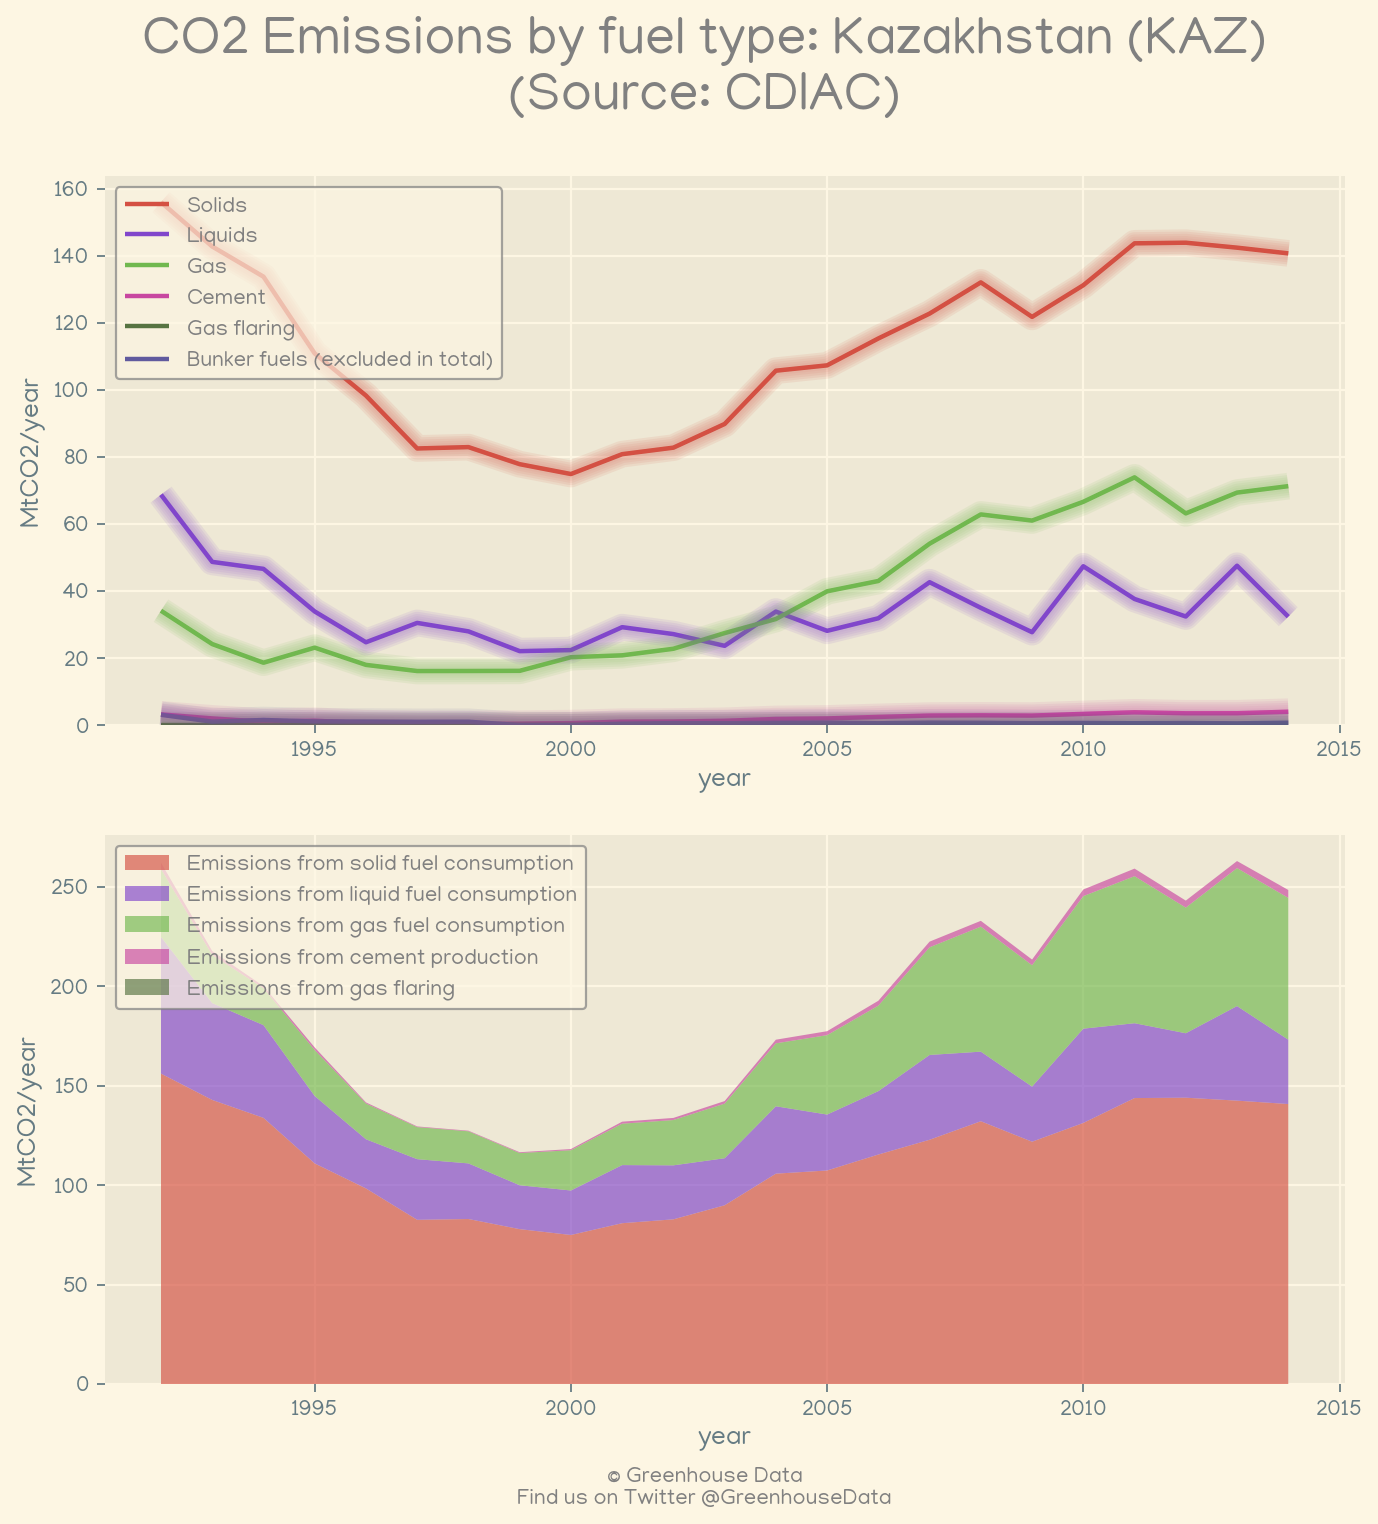 CO2 Emissions by fuel type: Kazakhstan (KAZ)
(Source: CDIAC)
160
140
120
100
80
60
40
20
0
MtCO2/year
Solids
Liquids
Gas
Cement
Gas flaring
Bunker fuels (excluded in total)
1995
2000
2005
2010
2015
year
250
200
150
100
50
0
MtCO2/year
Emissions from solid fuel consumption
Emissions from liquid fuel consumption
Emissions from gas fuel consumption
Emissions from cement production
Emissions from gas flaring
1995
2000
2005
2010
2015
year
© Greenhouse Data
Find us on Twitter @GreenhouseData